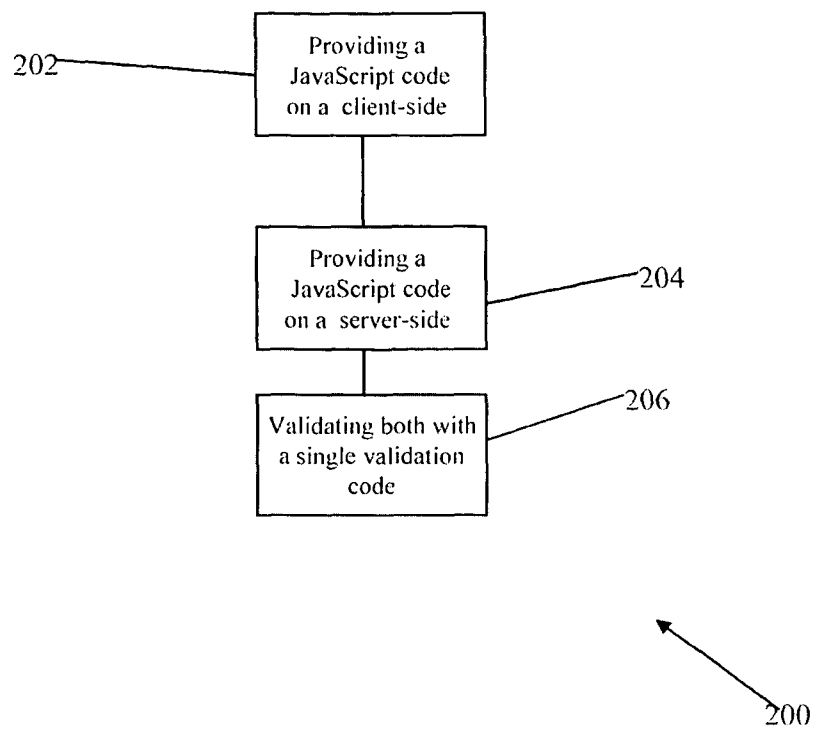 Providing a
JavaScript code
on a client-side
202
Providing a
JavaScript code
on a server-side
204
Validating both with
a single validation
code
206
200